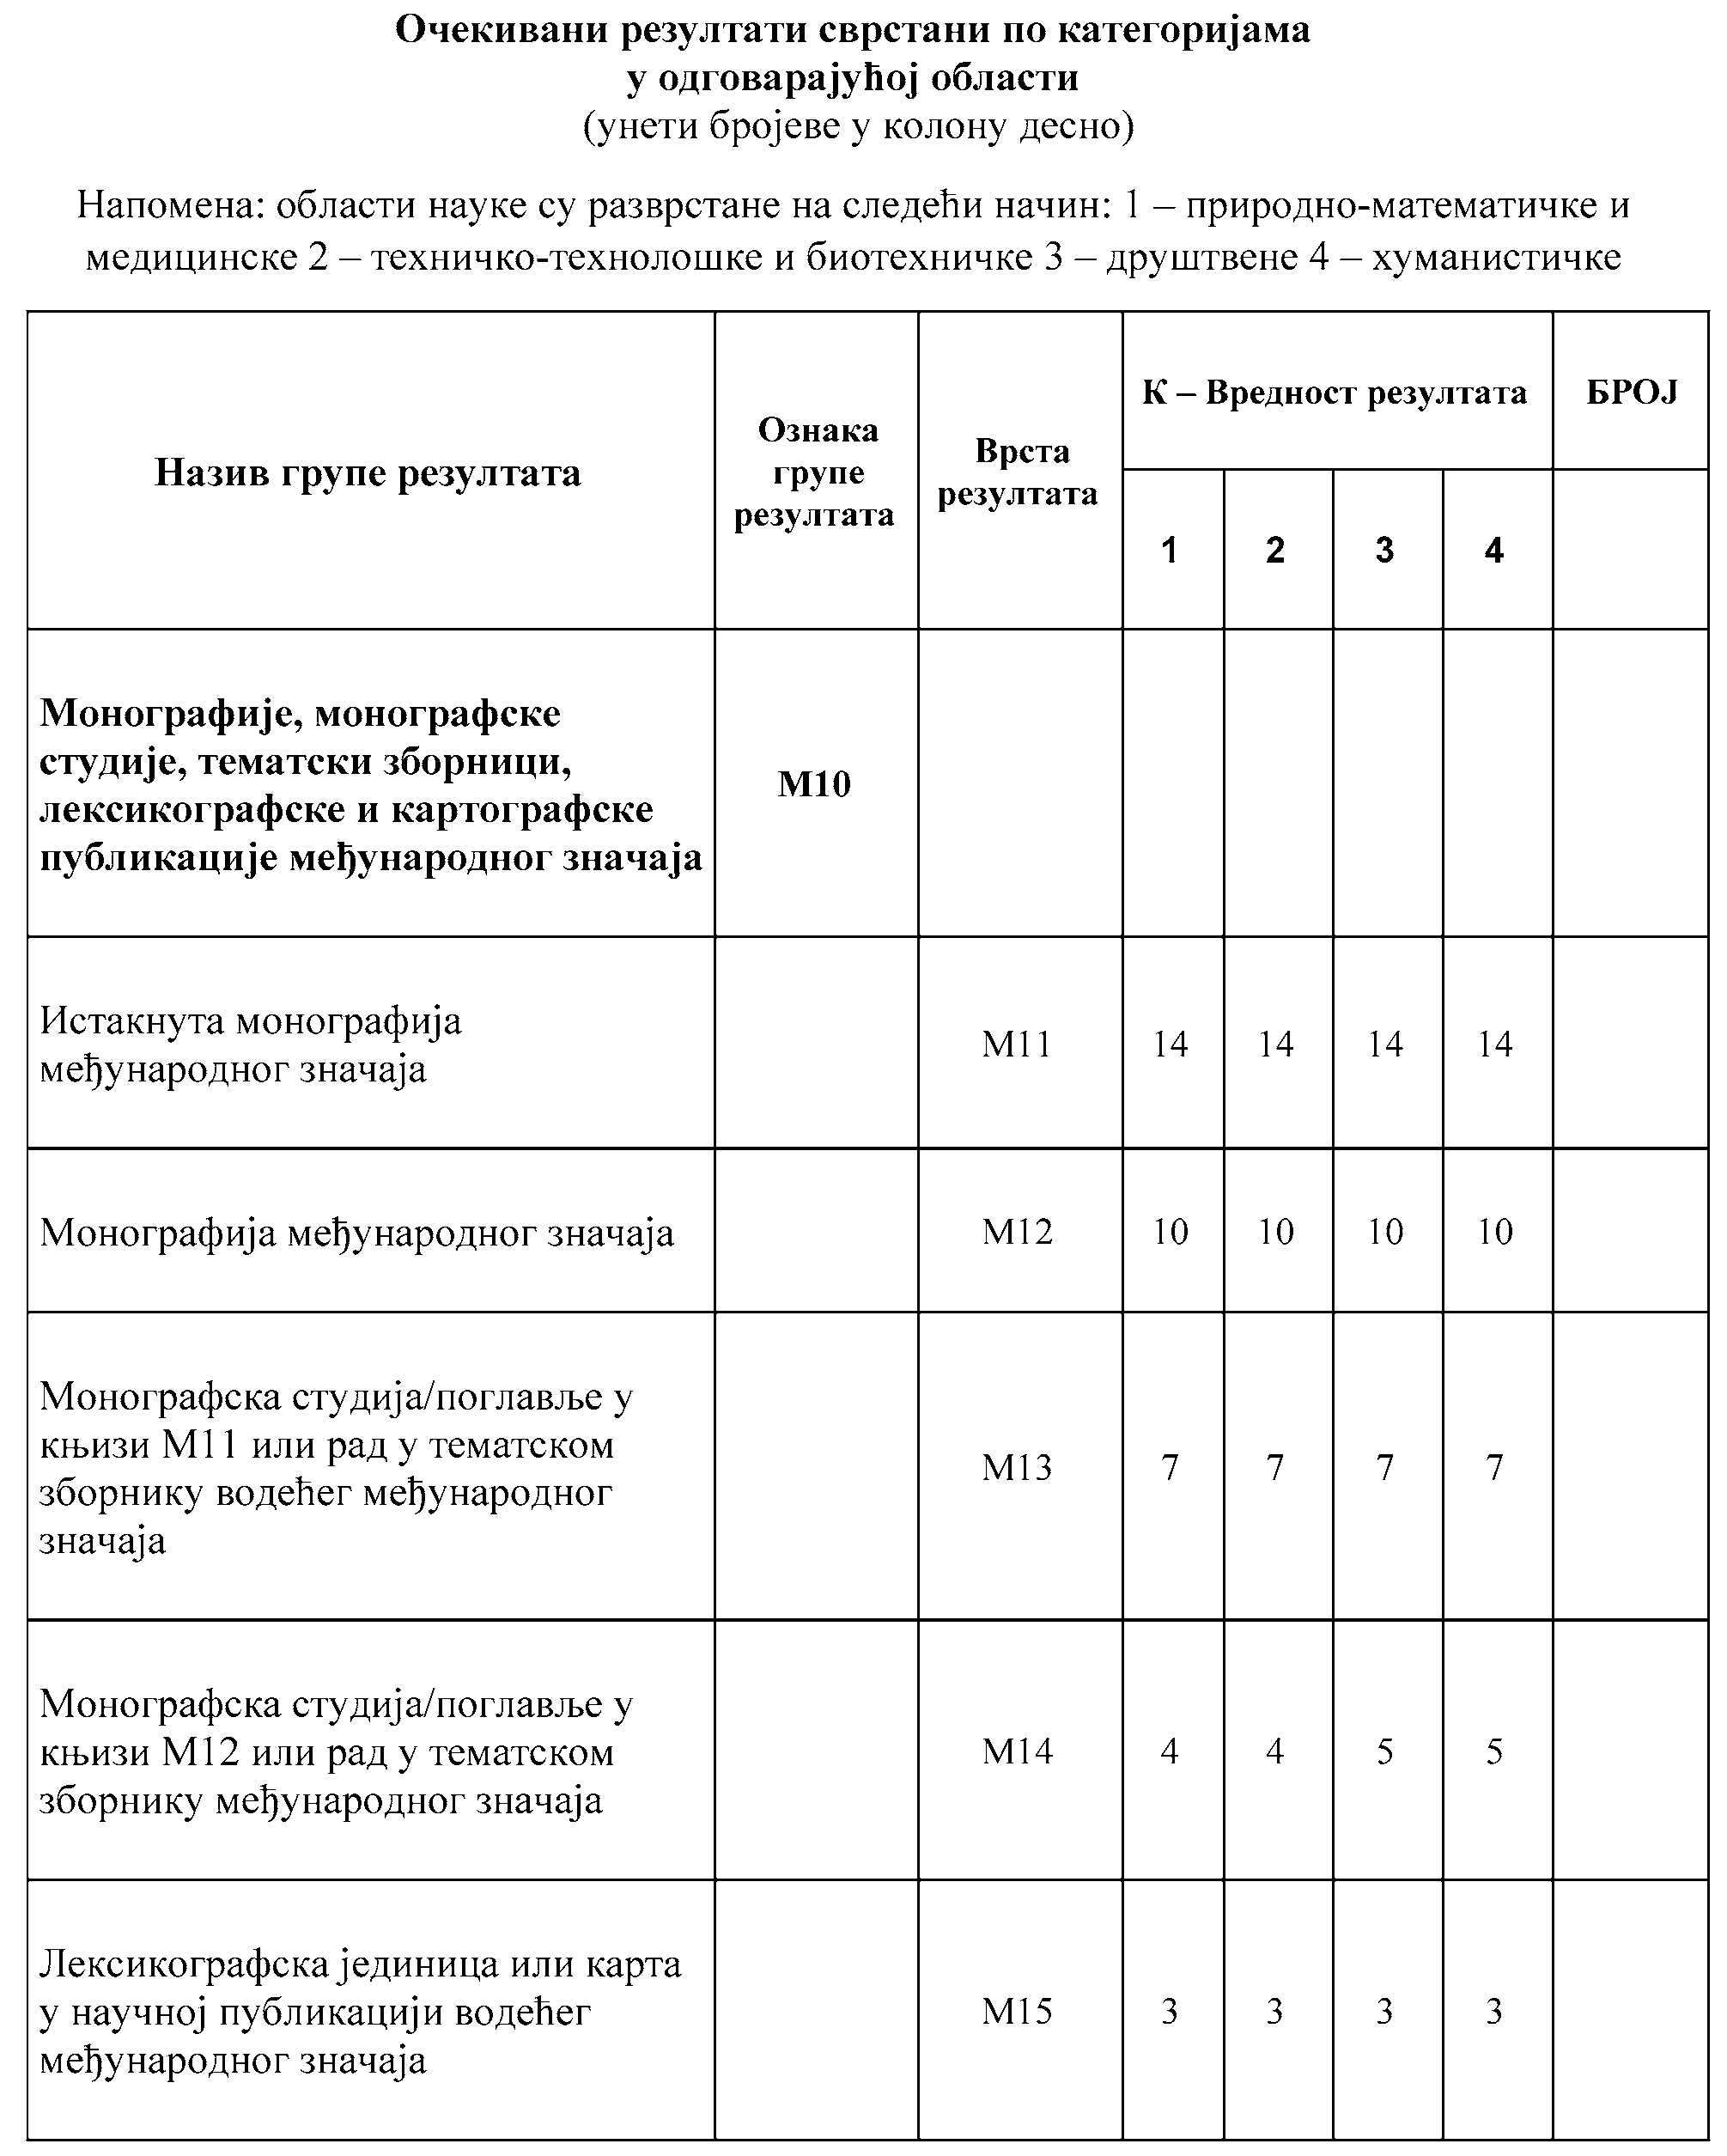 Очекивани резултати сврстани по категоријама
у одговарајућој области
(унети бројеве у колону десно)
Напомена: области науке су разврстане на следећи начин: 1 – природно-математичке и
медицинске 2 – техничко-технолошке и биотехничке 3 – друштвене 4 – хуманистичке
Назив групе резултата
Ознака
групе
резултата
Врста
резултата
К – Вредност резултата
БРОЈ
1 2 3 4
Монографије, монографске
студије, тематски зборници,
лексикографске и картографске
публикације међународног значаја
М10
Истакнута монографија
међународног значаја
М11 14 14 14 14
Монографија међународног значаја М12 10 10 10 10
Монографска студија/поглавље у
књизи М11 или рад у тематском
зборнику водећег међународног
значаја
М13 7 7 7 7
Монографска студија/поглавље у
књизи М12 или рад у тематском
зборнику међународног значаја
М14 4 4 5 5
Лексикографска јединица или карта
у научној публикацији водећег
међународног значаја
М15 3 3 3 3